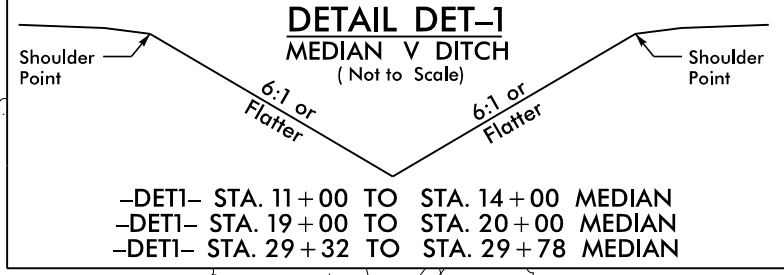 DETAIL DET–1
MEDIAN V DITCH
( Not to Scale)
Shoulder
Point
Shoulder
Point
6:1 or
Flatter
6:1 or
Flatter
–DET1– STA. 11+00 TO STA. 14+00 MEDIAN
–DET1– STA. 19+00 TO STA. 20+00 MEDIAN
–DET1– STA. 29+32 TO STA. 29+78 MEDIAN